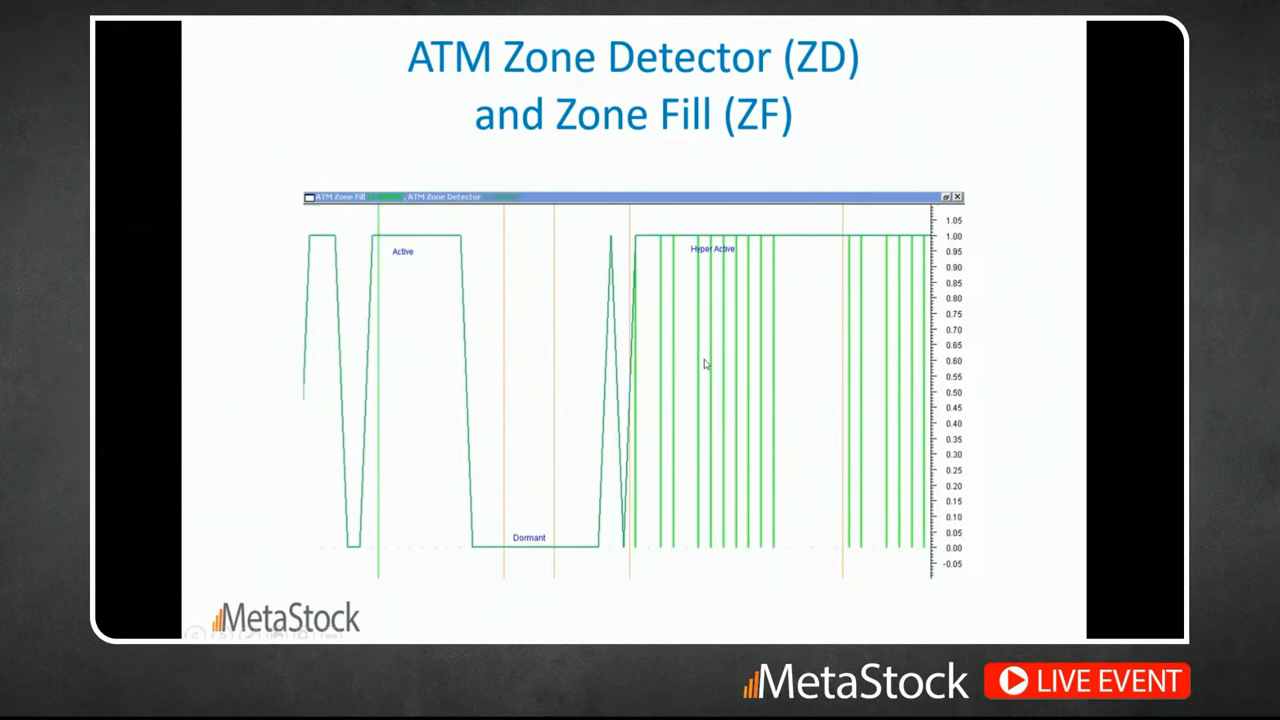 ATM Zone Detector (ZD)
and Zone Fill (ZF)
ATM Zone Fill , ATM Zone Detector
1.05
1.00
0.95
0.90
0.85
0.80
0.75
0.70
0.65
0.60
0.55
0.50
0.45
0.40
0.35
0.30
0.25
0.20
0.15
0.10
0.05
0.00
-0.05
Active
Hyper Active
Dormant
MetaStock
MetaStock LIVE EVENT